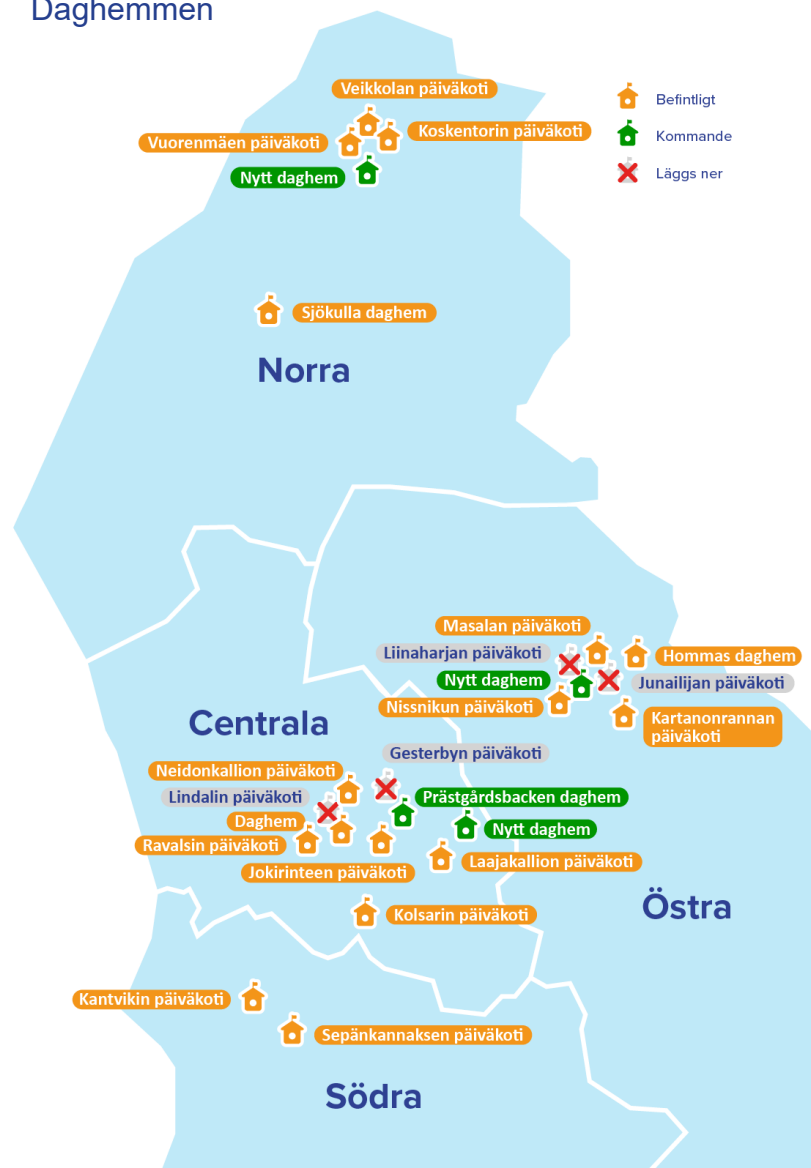 Daghemmen
Veikkolan päiväkoti
Befintligt
Koskentorin päiväkoti
Kommande
Vuorenmäen päiväkoti
Nytt daghem
Läggs ner
Sjökulla daghem
Norra
Masalan päiväkoti
Liinaharjan päiväkoti
Hommas daghem
Nytt daghem
Junailijan päiväkoti
Nissnikun päiväkoti
Kartanonrannan
päiväkoti
Centrala
Gesterbyn päiväkoti
Neidonkallion päiväkoti
Lindalin päiväkoti
Prästgårdsbacken daghem
Daghem
Nytt daghem
Ravalsin päiväkoti
Laajakallion päiväkoti
Jokirinteen päiväkoti
Östra
Kolsarin päiväkoti
Kantvikin päiväkoti
Sepänkannaksen päiväkoti
Södra